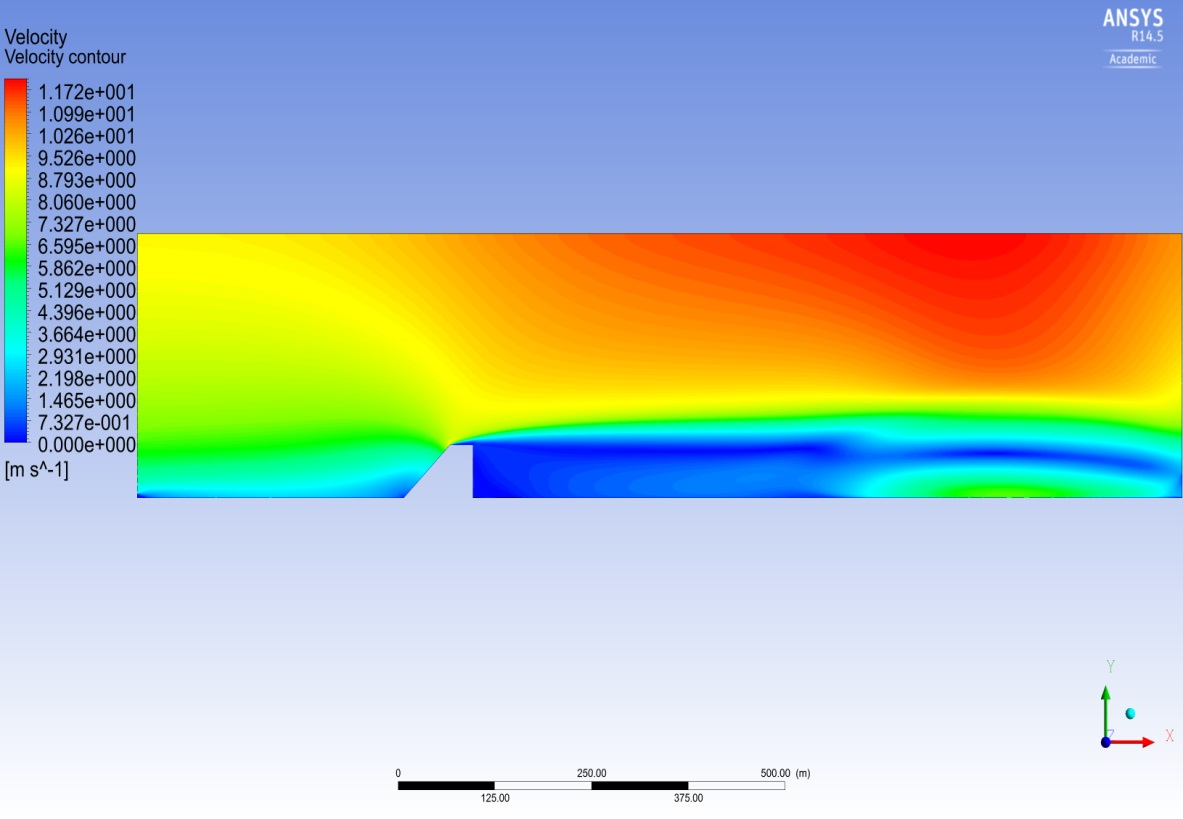 ANSYS
R14.5
Academic
Velocity
Velocity contour
1.172e+001
1.099e+001
1.026e+001
9.526e+000
8.793e+000
8.060e+000
7.327e+000
6.595e+000
5.862e+000
5.129e+000
4.396e+000
3.664e+000
2.931e+000
2.198e+000
1.465e+000
7.327e-001
0.000e+000
[m s^-1]
Y
Z
X
0 250.00 500.00 (m)
125.00 375.00